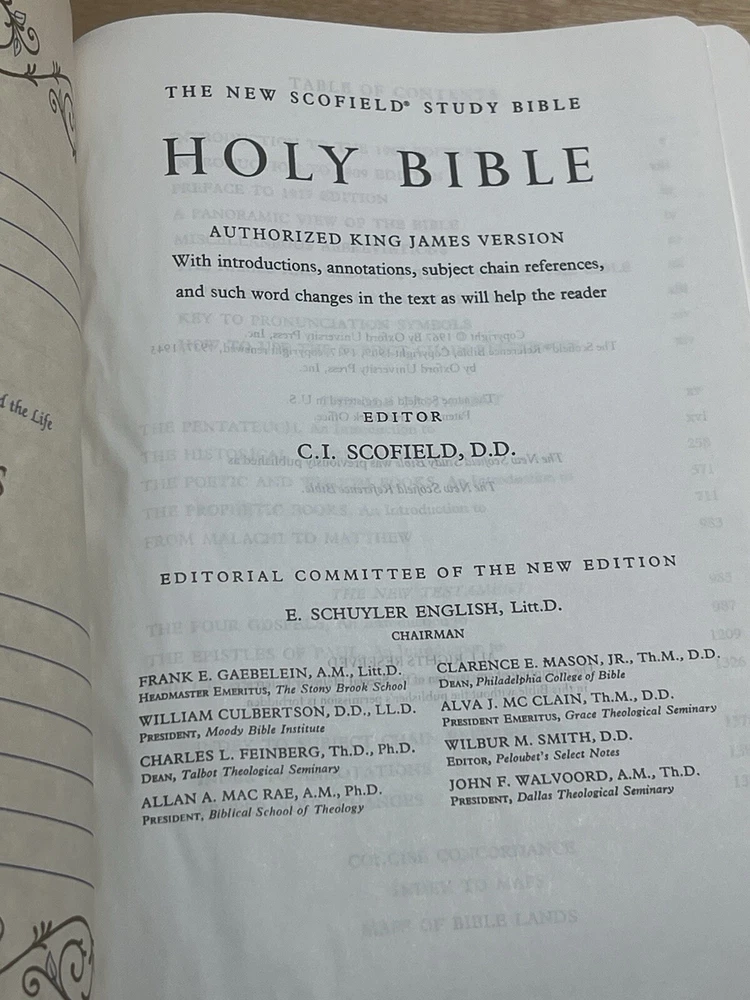 THE NEW SCOFIELD® STUDY BIBLE
HOLY BIBLE
AUTHORIZED KING JAMES VERSION
With introductions, annotations, subject chain references,
and such word changes in the text as will help the reader
EDITOR
C.I. SCOFIELD, D.D.
EDITORIAL COMMITTEE OF THE NEW EDITION
E. SCHUYLER ENGLISH, Litt.D.
CHAIRMAN
FRANK E. GAEBELEIN, A.M., Litt.D.
HEADMASTER EMERITUS, The Stony Brook School
WILLIAM CULBERTSON, D.D., LL.D.
PRESIDENT, Moody Bible Institute
CHARLES L. FEINBERG, Th.D., Ph.D.
DEAN, Talbot Theological Seminary
ALLAN A. MAC RAE, A.M., Ph.D.
PRESIDENT, Biblical School of Theology
CLARENCE E. MASON, JR., Th.M., D.D.
DEAN, Philadelphia College of Bible
ALVA J. MC CLAIN, Th.M., D.D.
PRESIDENT EMERITUS, Grace Theological Seminary
WILBUR M. SMITH, D.D.
EDITOR, Peloubet's Select Notes
JOHN F. WALVOORD, A.M., Th.D.
PRESIDENT, Dallas Theological Seminary
the Life